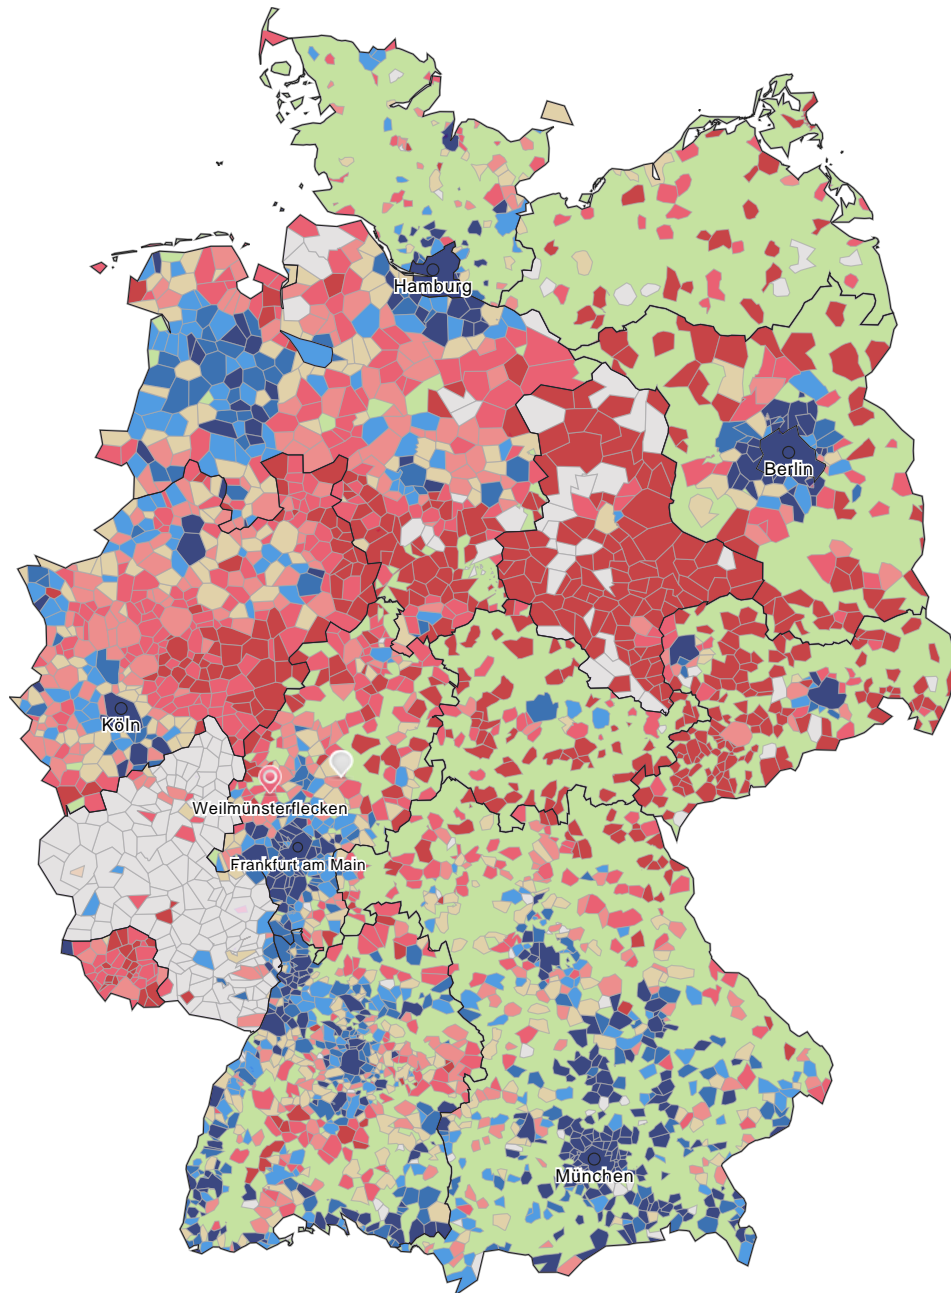 Hamburg
Berlin
Köln
Weilmünsterflecken
Frankfurt am Main
München